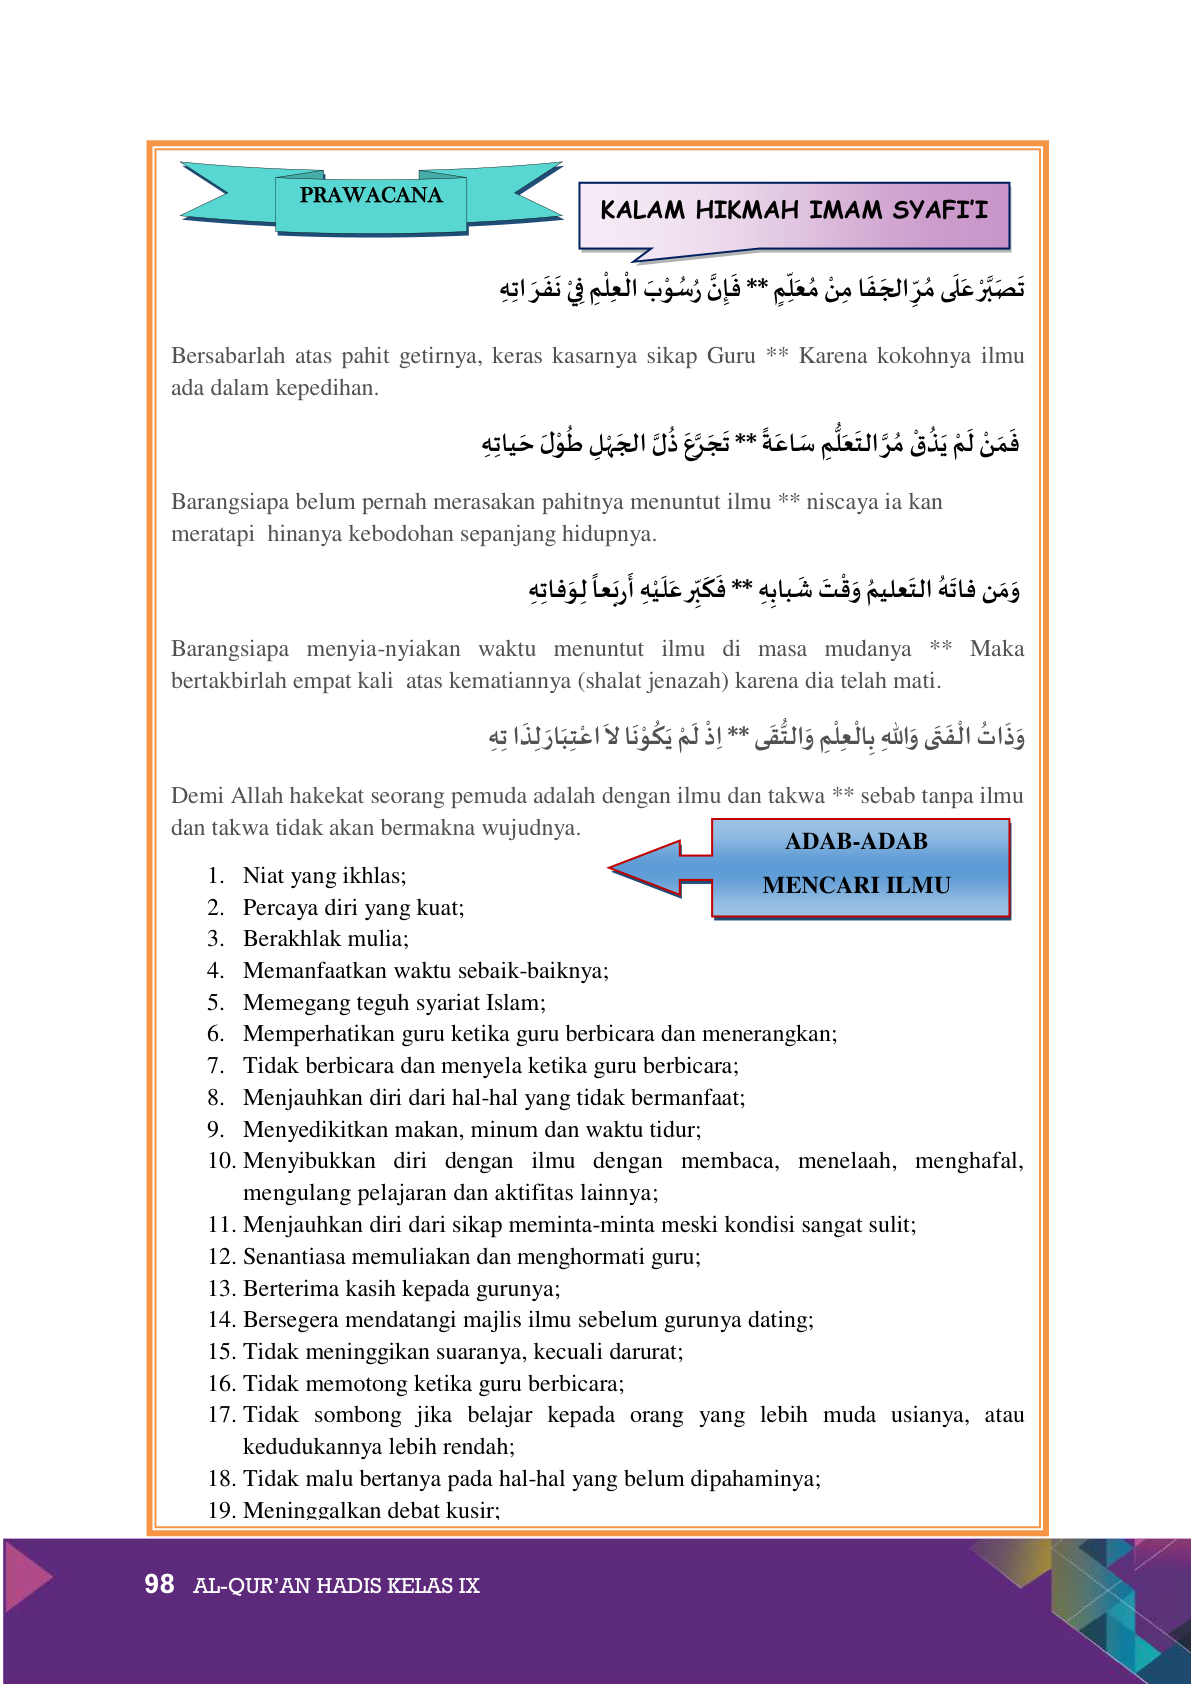 PRAWACANA
KALAM HIKMAH IMAM SYAFI'I
تَصَبَّرْ عَلَى مُرِّ الجَفَا مِنْ مُعَلِّمٍ ** فَإِنَّ رُسُوْبَ الْعِلْمِ فِيْ نَفَرَاتِهِ
Bersabarlah atas pahit getirnya, keras kasarnya sikap Guru ** Karena kokohnya ilmu
ada dalam kepedihan.
فَمَنْ لَمْ يَذُقْ مُرَّ التَعَلُّمِ سَاعَةً ** تَجَرَّعَ ذُلَّ الجَهْلِ طُوْلَ حَياتِهِ
Barangsiapa belum pernah merasakan pahitnya menuntut ilmu ** niscaya ia kan
meratapi hinanya kebodohan sepanjang hidupnya.
وَمَن فاتَهُ التَعليمُ وَقْتَ شَبابِهِ ** فَكَبِّر عَلَيْهِ أَربَعاً لِوَفاتِهِ
Barangsiapa menyia-nyiakan waktu menuntut ilmu di masa mudanya ** Maka
bertakbirlah empat kali atas kematiannya (shalat jenazah) karena dia telah mati.
وَذَاتُ الْفَتَى وَاللهِ بِالْعِلْمِ وَالتُّقَى ** اِذْ لَمْ يَكُوْنَا لاَ اعْتِبَارَ لِذَا تِهِ
Demi Allah hakekat seorang pemuda adalah dengan ilmu dan takwa ** sebab tanpa ilmu
dan takwa tidak akan bermakna wujudnya.
ADAB-ADAB
MENCARI ILMU
1. Niat yang ikhlas;
2. Percaya diri yang kuat;
3. Berakhlak mulia;
4. Memanfaatkan waktu sebaik-baiknya;
5. Memegang teguh syariat Islam;
6. Memperhatikan guru ketika guru berbicara dan menerangkan;
7. Tidak berbicara dan menyela ketika guru berbicara;
8. Menjauhkan diri dari hal-hal yang tidak bermanfaat;
9. Menyedikitkan makan, minum dan waktu tidur;
10. Menyibukkan diri dengan ilmu dengan membaca, menelaah, menghafal,
mengulang pelajaran dan aktifitas lainnya;
11. Menjauhkan diri dari sikap meminta-minta meski kondisi sangat sulit;
12. Senantiasa memuliakan dan menghormati guru;
13. Berterima kasih kepada gurunya;
14. Bersegera mendatangi majlis ilmu sebelum gurunya dating;
15. Tidak meninggikan suaranya, kecuali darurat;
16. Tidak memotong ketika guru berbicara;
17. Tidak sombong jika belajar kepada orang yang lebih muda usianya, atau
kedudukannya lebih rendah;
18. Tidak malu bertanya pada hal-hal yang belum dipahaminya;
19. Meninggalkan debat kusir;
98 AL-QUR'AN HADIS KELAS IX